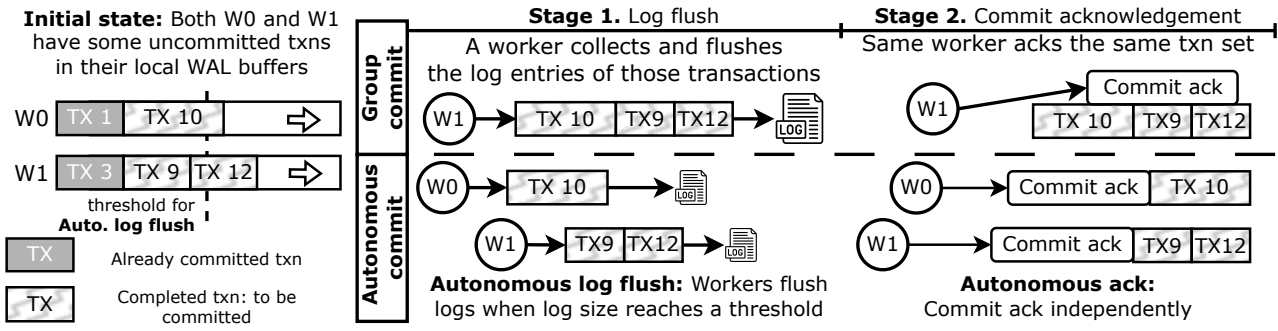 Initial state: Both W0 and W1
have some uncommitted txns
in their local WAL buffers
W0 TX 1 TX 10
W1 TX 3 TX 9 TX 12
threshold for
Auto. log flush
TX Already committed txn
TX Completed txn: to be
committed
Group
commit
Autonomous
commit
Stage 1. Log flush
A worker collects and flushes
the log entries of those transactions
W1 TX 10 TX9 TX12 LOG
W0 TX 10 LOG
W1 TX9 TX12 LOG
Autonomous log flush: Workers flush
logs when log size reaches a threshold
Stage 2. Commit acknowledgement
Same worker acks the same txn set
Commit ack
W1
TX 10 TX9 TX12
W0 Commit ack TX 10
W1 Commit ack TX9 TX12
Autonomous ack:
Commit ack independently